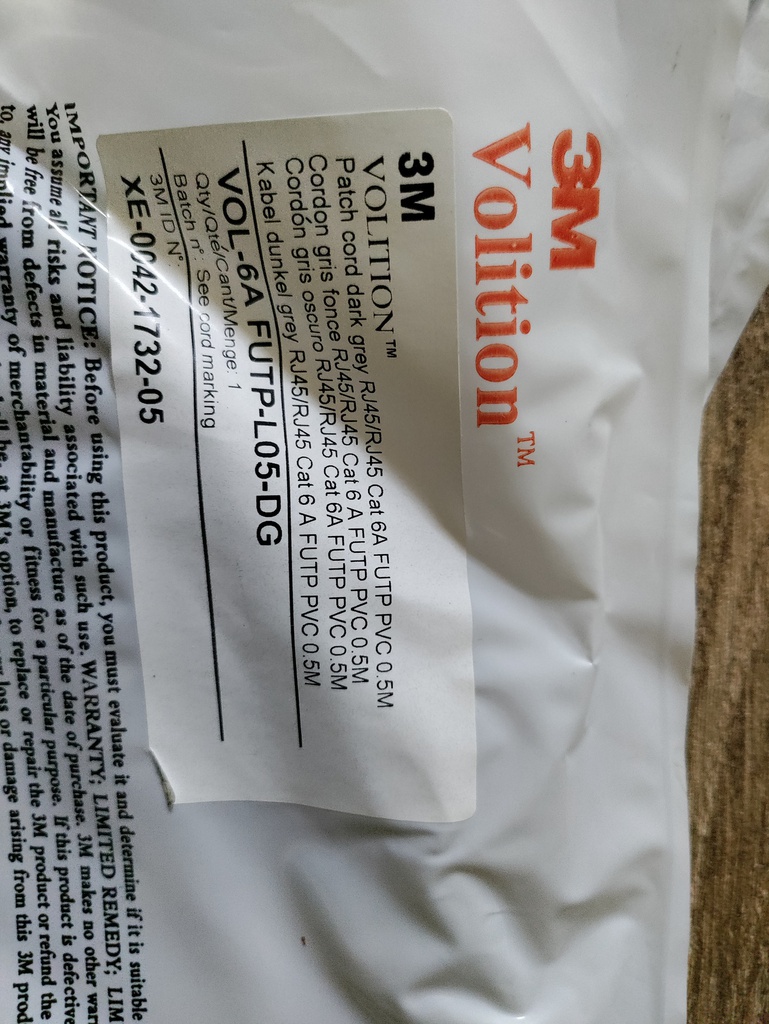 3M
Volition™
3M
VOLITION™
Patch cord dark grey RJ45/RJ45 Cat 6A FUTP PVC 0.5M
Cordon gris fonce RJ45/RJ45 Cat 6 A FUTP PVC 0.5M
Cordón gris oscuro RJ45/RJ45 Cat 6A FUTP PVC 0.5M
Kabel dunkel grey RJ45/RJ45 Cat 6 A FUTP PVC 0.5M
VOL-6A FUTP-L05-DG
Qty/Qté/Cant/Menge: 1
Batch n°: See cord marking
3M ID N°:
XE-0042-1732-05
IMPORTANT NOTICE: Before using this product, you must evaluate it and determine if it is suitable
You assume all risks and liability associated with such use. WARRANTY; LIMITED REMEDY; LIM
will be free from defects in material and manufacture as of the date of purchase. 3M makes no other warr
to, any implied warranty of merchantability or fitness for a particular purpose. If this product is defective
be, at 3M's option, to replace or repair the 3M product or refund the
loss or damage arising from this 3M prod